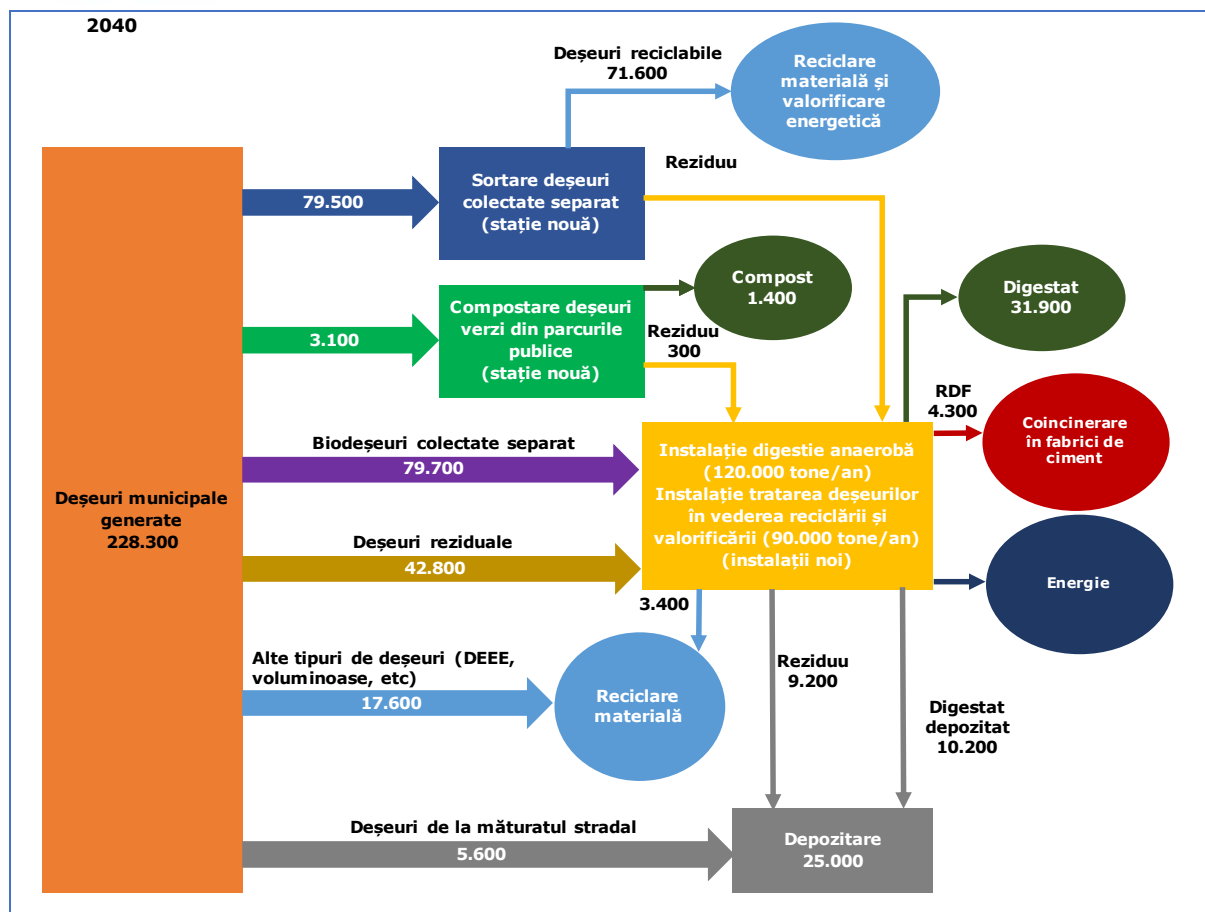 2040
Deșeuri reciclabile
71.600
Reciclare
materială și
valorificare
energetică
Reziduu
79.500
Sortare deșeuri
colectate separat
(stație nouă)
Compost
1.400
Digestat
31.900
3.100
Compostare deșeuri
verzi din parcurile
publice
(stație nouă)
Reziduu
300
RDF
4.300
Coincinerare
în fabrici de
ciment
Biodeșeuri colectate separat
79.700
Instalație digestie anaerobă
(120.000 tone/an)
Instalație tratarea deșeurilor
în vederea reciclării și
valorificării (90.000 tone/an)
(instalații noi)
Deșeuri municipale
generate
228.300
Deșeuri reziduale
42.800
Energie
3.400
Alte tipuri de deșeuri (DEEE,
voluminoase, etc)
17.600
Reciclare
materială
Reziduu
9.200
Digestat
depozitat
10.200
Deșeuri de la măturatul stradal
5.600
Depozitare
25.000